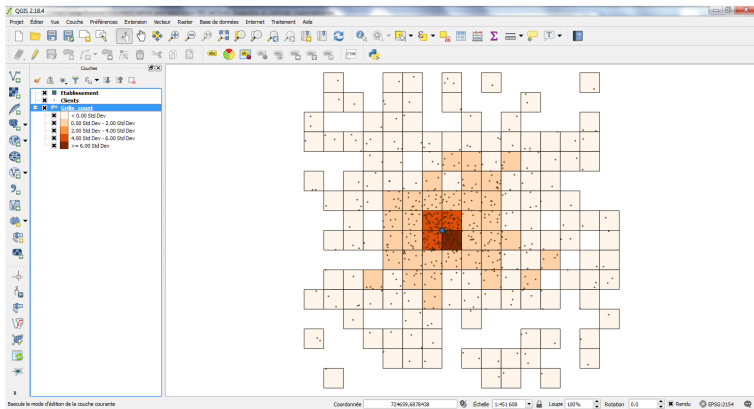 QGIS 2.18.4
Projet Éditer Vue Couche Préférences Extension Vecteur Raster Base de données Internet Traitement Aide
Couches
Etablissement
Clients
Grille_count
< 0.00 Std Dev
0.00 Std Dev - 2.00 Std Dev
2.00 Std Dev - 4.00 Std Dev
4.00 Std Dev - 6.00 Std Dev
>= 6.00 Std Dev
Bascule le mode d'édition de la couche courante
Coordonnée 724659,6878438 Échelle 1:451 608 Loupe 100% Rotation 0.0 Rendu EPSG:2154